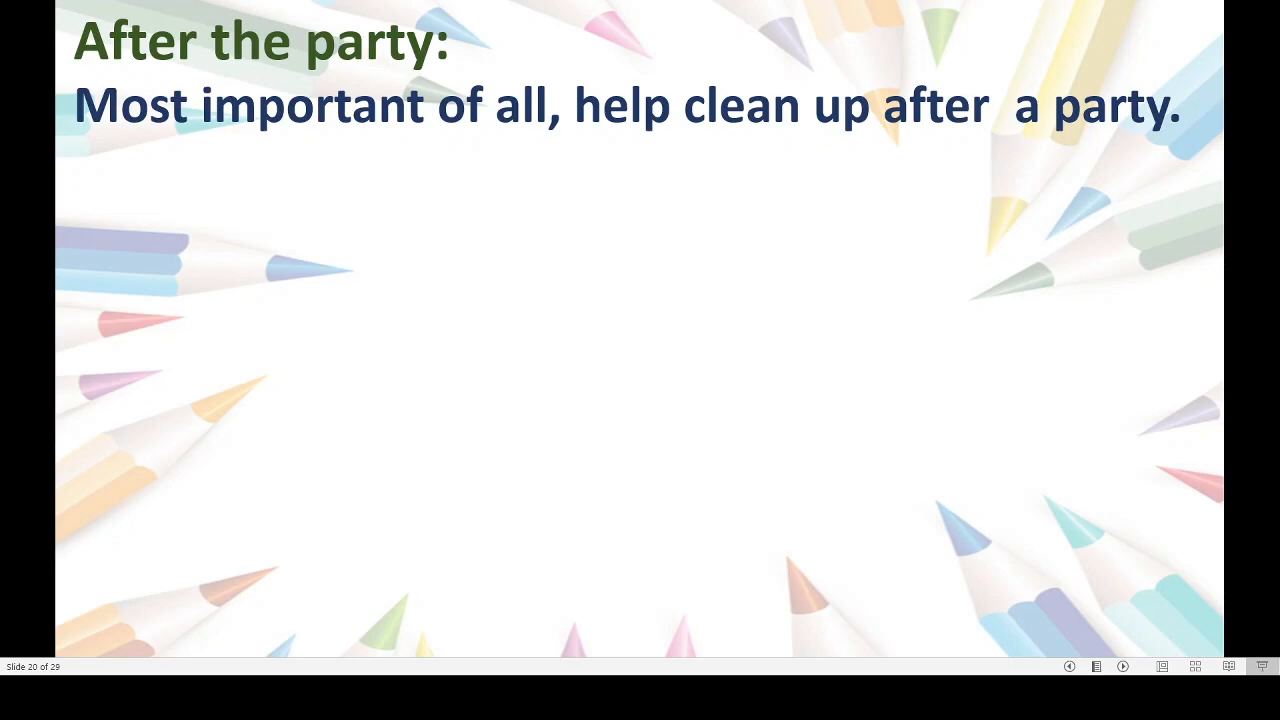 After the party:
Most important of all, help clean up after  a party.
Slide 20 of 29